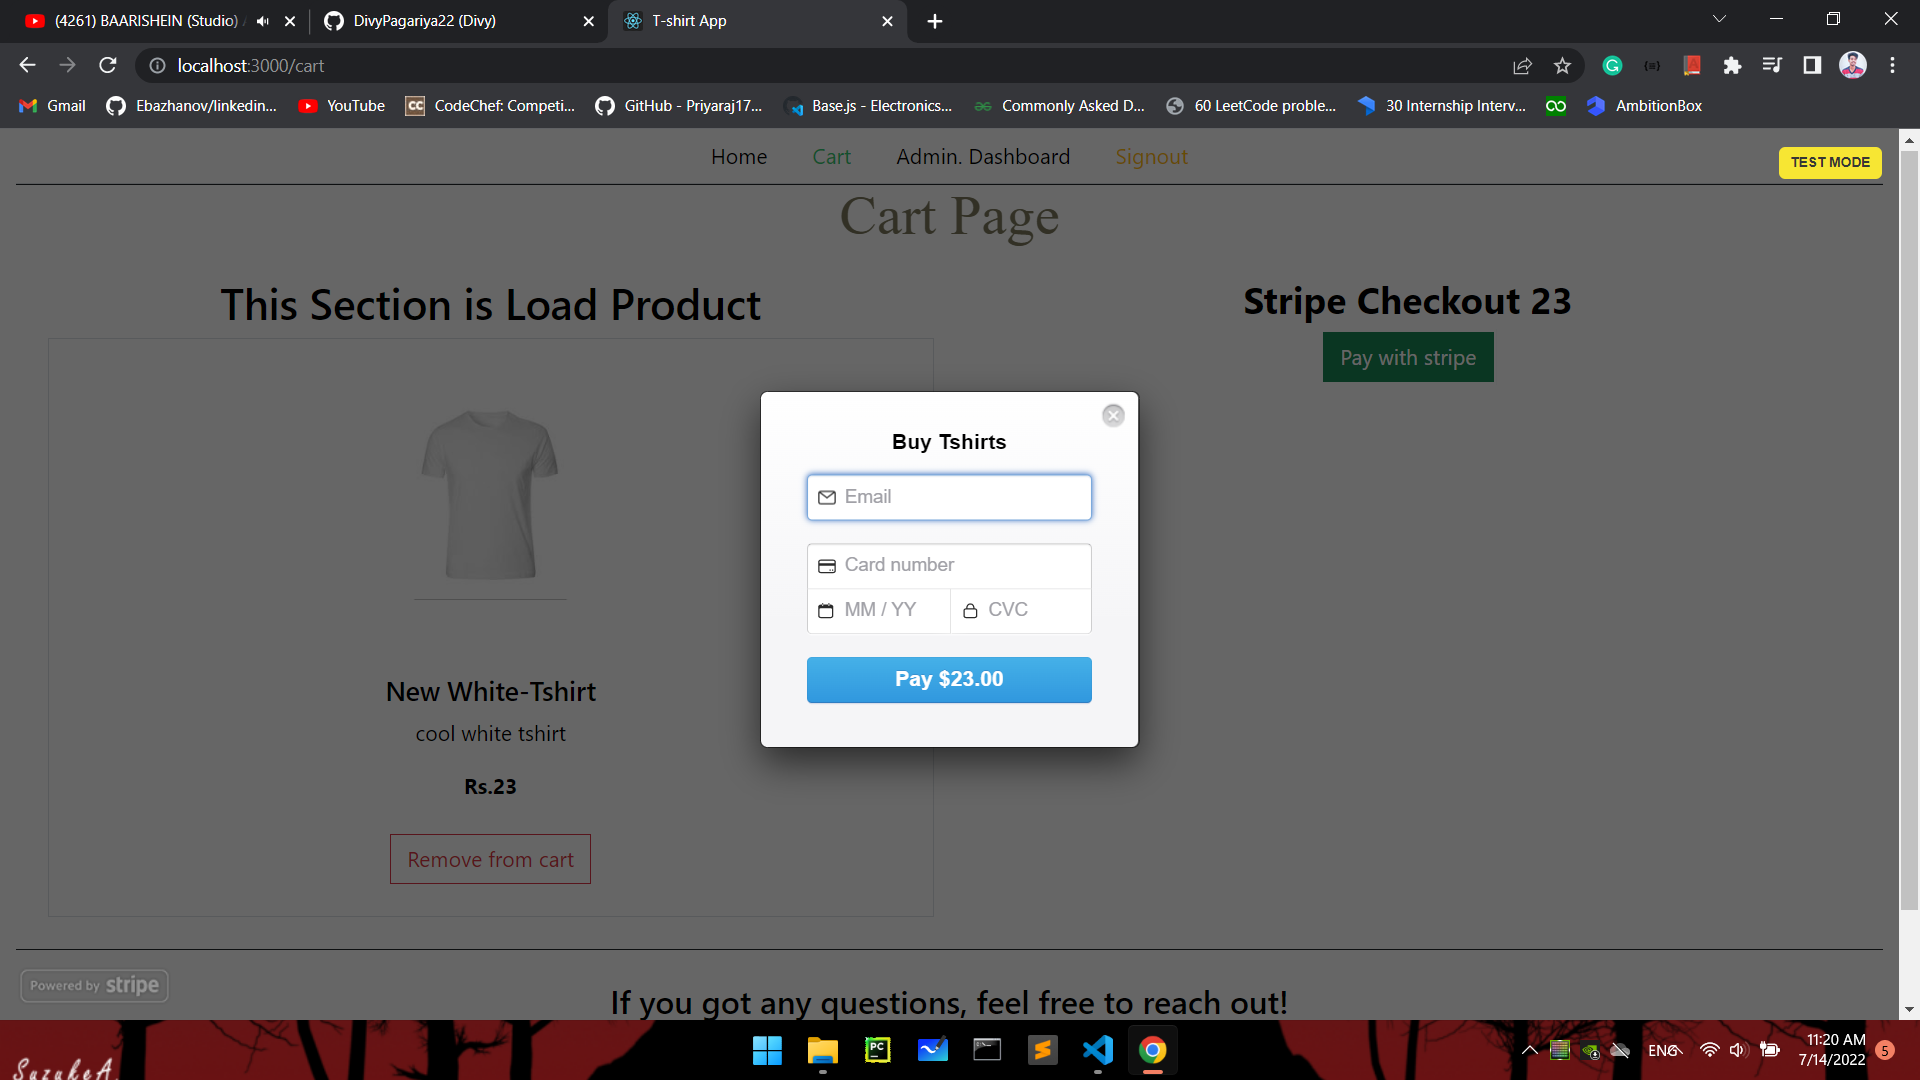 (4261) BAARISHEIN (Studio)
DivyPagariya22 (Divy)
T-shirt App
localhost:3000/cart
Gmail
Ebazhanov/linkedin...
YouTube
CodeChef: Competi...
GitHub - Priyaraj17...
Base.js - Electronics...
Commonly Asked D...
60 LeetCode proble...
30 Internship Interv...
AmbitionBox
Home
Cart
Admin. Dashboard
Signout
TEST MODE
Cart Page
This Section is Load Product
Stripe Checkout 23
Pay with stripe
Buy Tshirts
Email
Card number
MM / YY
CVC
Pay $23.00
New White-Tshirt
cool white tshirt
Rs.23
Remove from cart
Powered by stripe
If you got any questions, feel free to reach out!
SuzukeA.
ENG
11:20 AM
7/14/2022
5